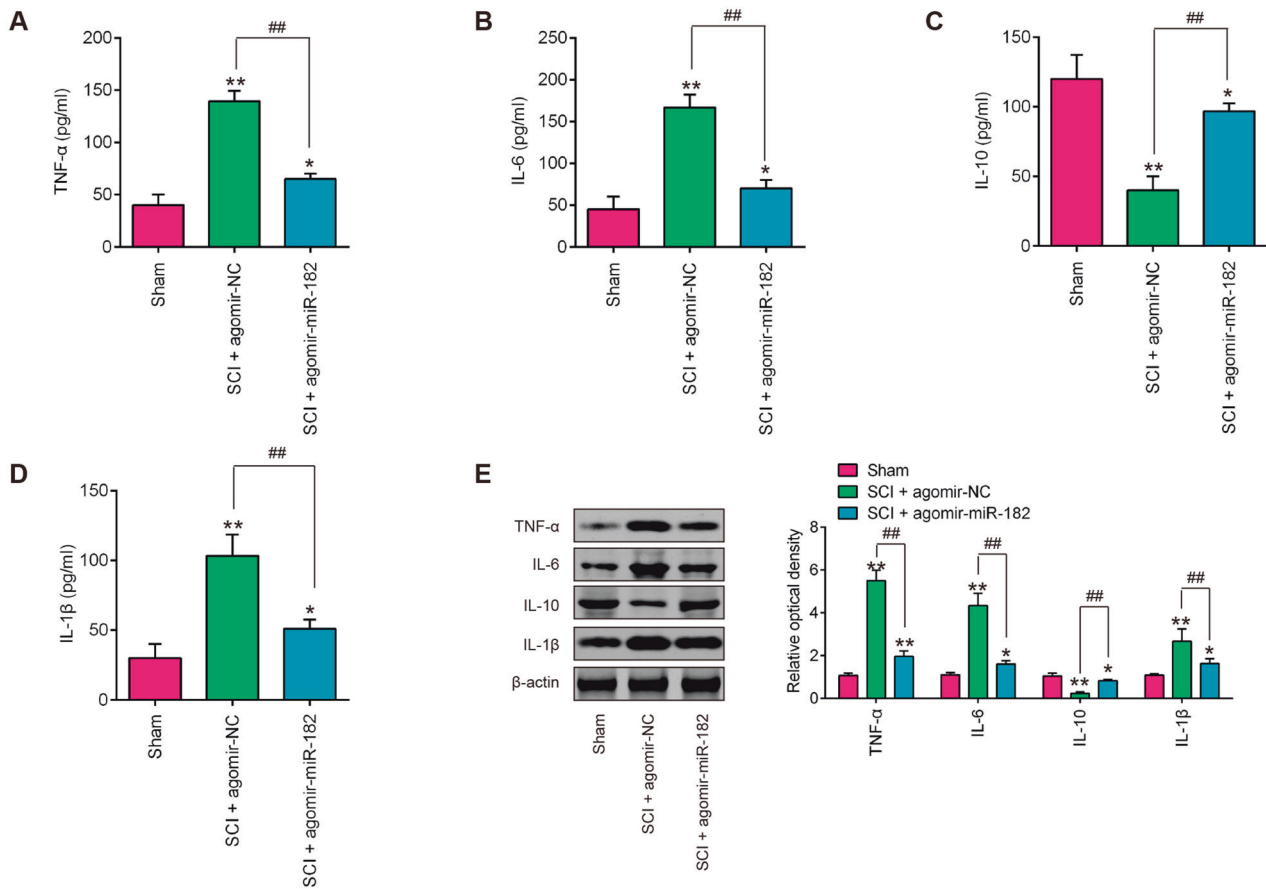 A
TNF-α (pg/ml)
200
150
100
50
0
**
*
##
Sham
SCI + agomir-NC
SCI + agomir-miR-182
B
IL-6 (pg/ml)
250
200
150
100
50
0
**
*
##
Sham
SCI + agomir-NC
SCI + agomir-miR-182
C
IL-10 (pg/ml)
150
100
50
0
**
*
##
Sham
SCI + agomir-NC
SCI + agomir-miR-182
D
IL-1β (pg/ml)
150
100
50
0
**
*
##
Sham
SCI + agomir-NC
SCI + agomir-miR-182
E
TNF-α
IL-6
IL-10
IL-1β
β-actin
Sham
SCI + agomir-NC
SCI + agomir-miR-182
Sham
SCI + agomir-NC
SCI + agomir-miR-182
Relative optical density
8
6
4
2
0
##
**
**
##
**
*
##
**
*
##
**
*
TNF-α
IL-6
IL-10
IL-1β